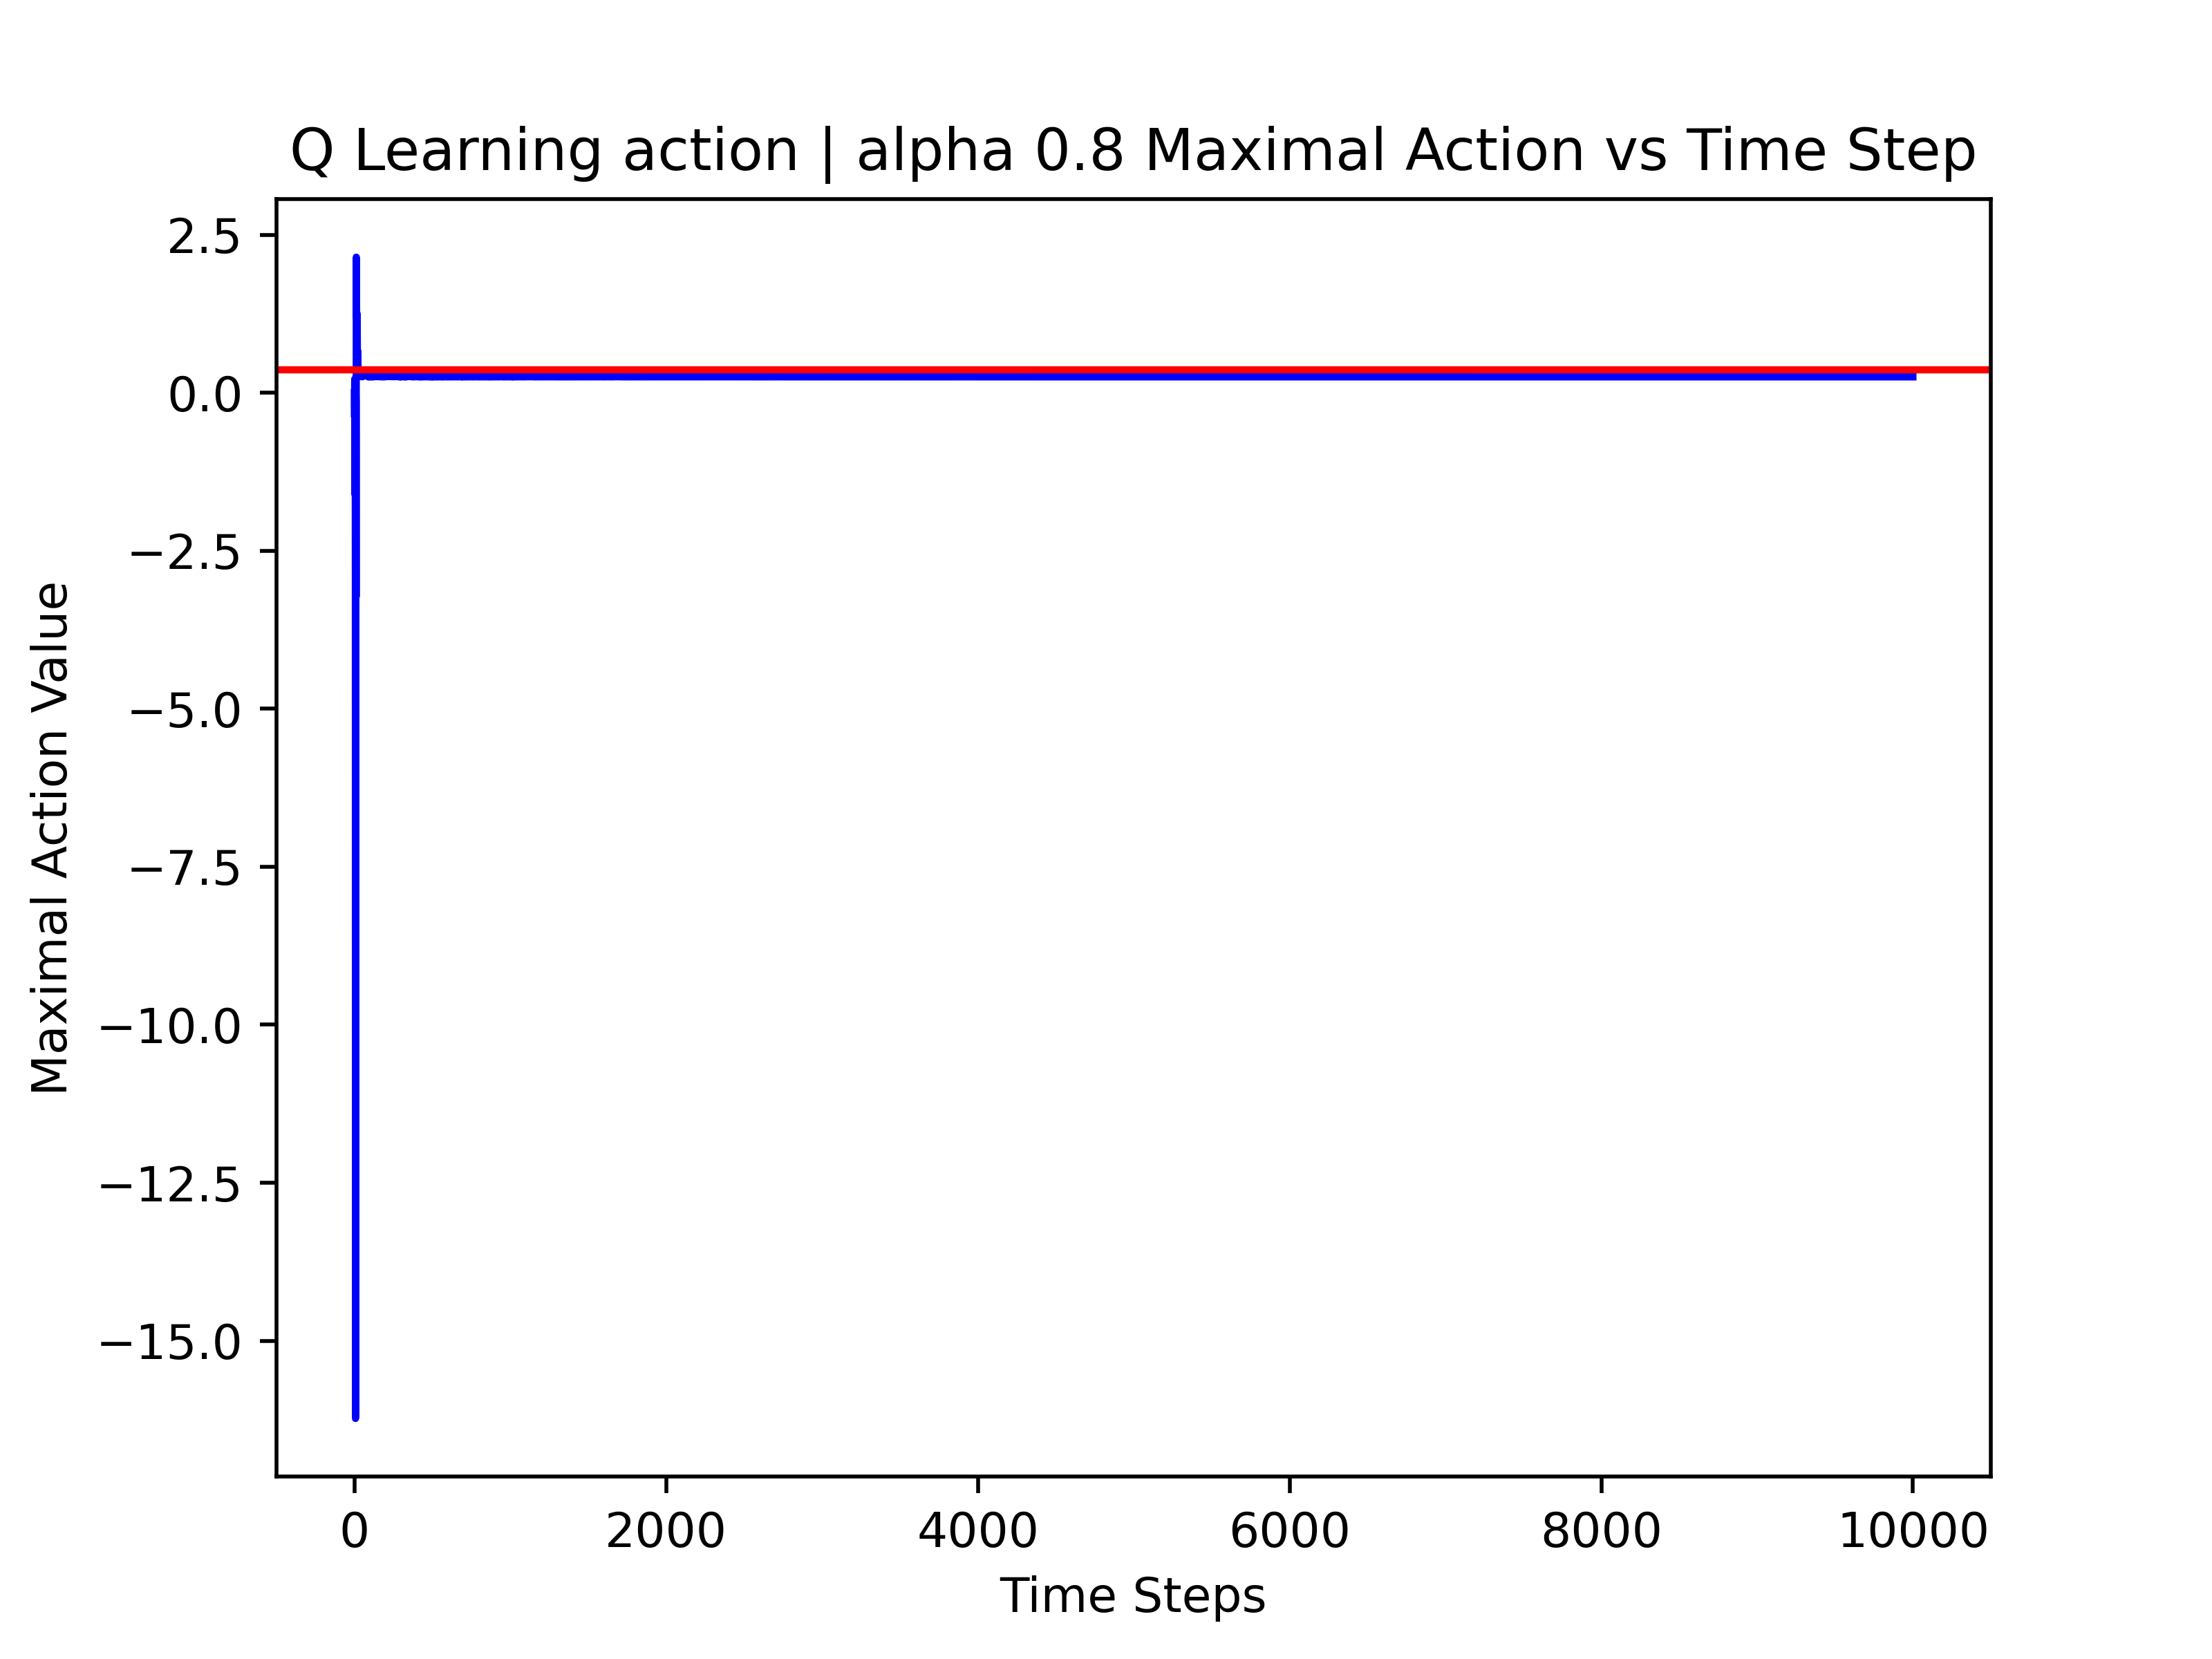 Q Learning action | alpha 0.8 Maximal Action vs Time Step
2.5
0.0
−2.5
−5.0
−7.5
−10.0
−12.5
−15.0
Maximal Action Value
0 2000 4000 6000 8000 10000
Time Steps